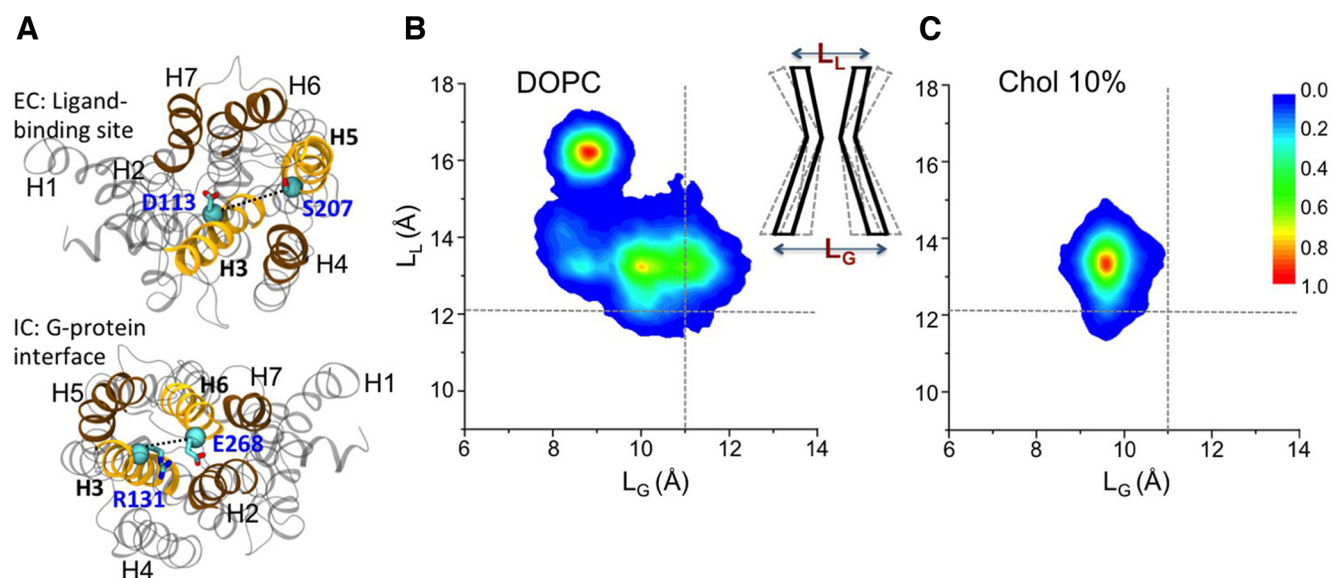 A
EC: Ligand-
binding site
H7
H6
H5
H1
H2
D113
S207
H3
H4
IC: G-protein
interface
H5
H6
H7
H1
E268
H3
R131
H2
H4
B
DOPC
L_L
L_G
18
16
14
12
10
L_L (Å)
6 8 10 12 14
L_G (Å)
C
Chol 10%
18
16
14
12
10
6 8 10 12 14
L_G (Å)
0.0
0.2
0.4
0.6
0.8
1.0